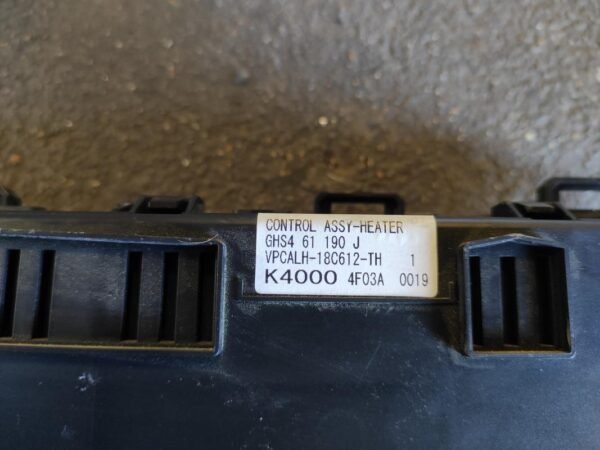 CONTROL ASSY-HEATER
GHS4 61 190 J
VPCALH-18C612-TH 1
K4000 4F03A 0019